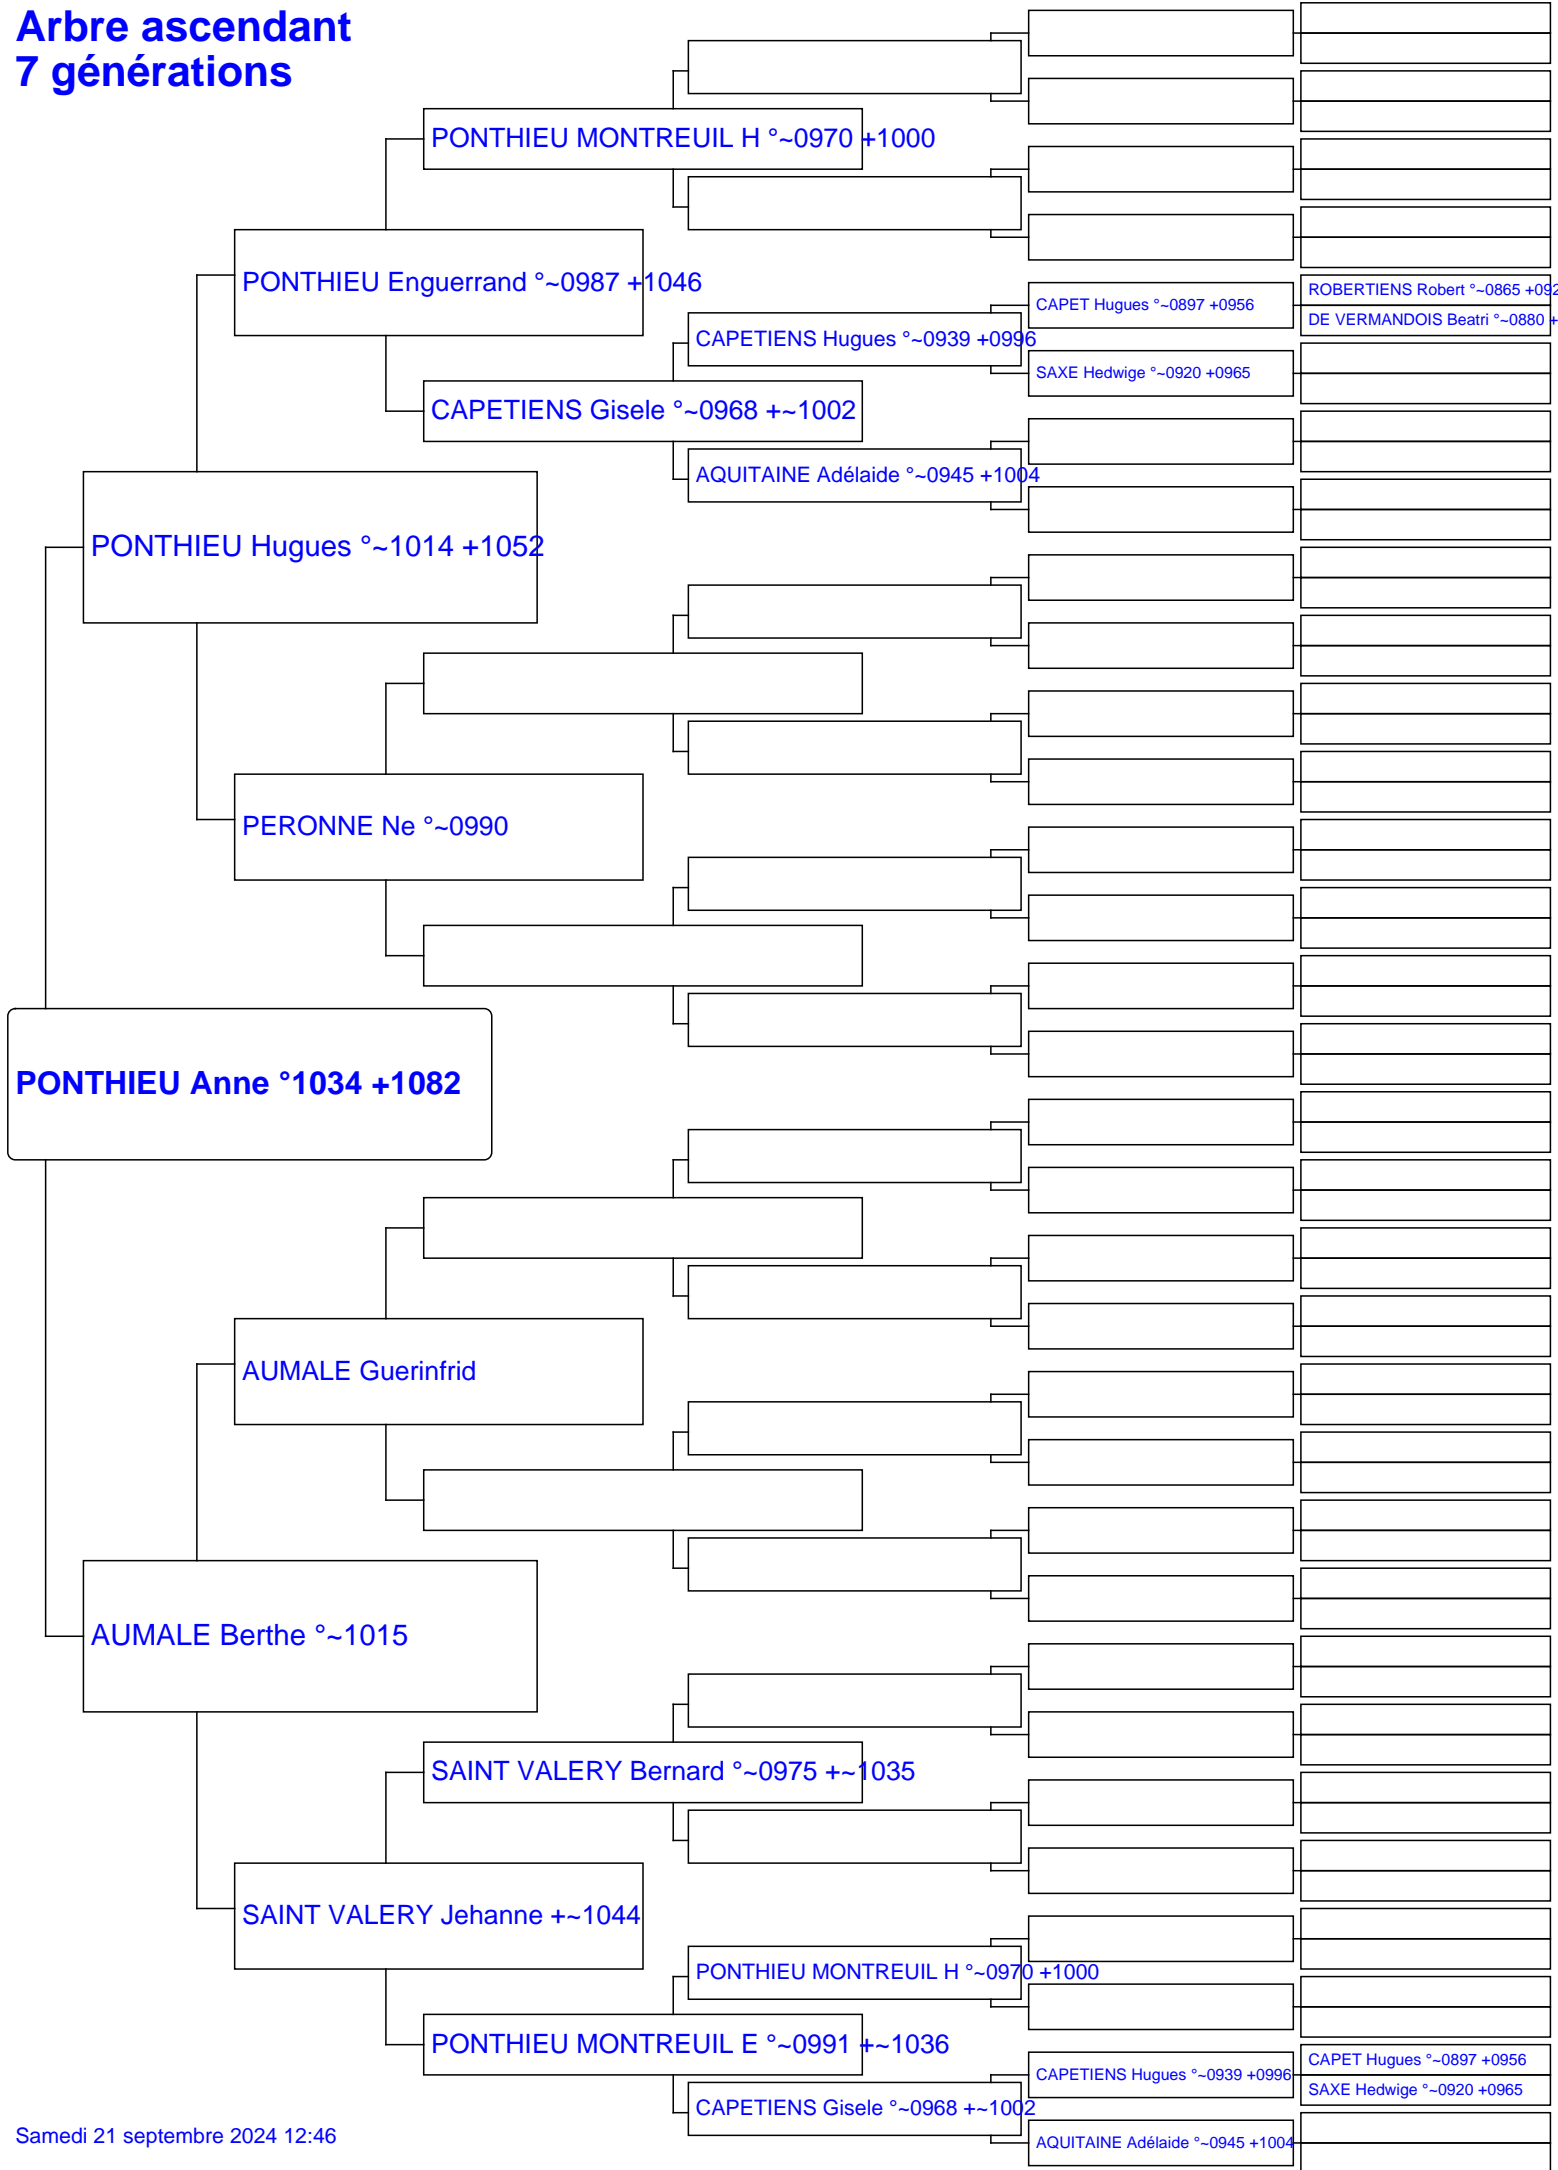 Arbre ascendant
7 générations
PONTHIEU MONTREUIL H °~0970 +1000
PONTHIEU Enguerrand °~0987 +1046
ROBERTIENS Robert °~0865 +092
CAPET Hugues °~0897 +0956
DE VERMANDOIS Beatri °~0880 +
CAPETIENS Hugues °~0939 +0996
SAXE Hedwige °~0920 +0965
CAPETIENS Gisele °~0968 +~1002
AQUITAINE Adélaide °~0945 +1004
PONTHIEU Hugues °~1014 +1052
PERONNE Ne °~0990
PONTHIEU Anne °1034 +1082
AUMALE Guerinfrid
AUMALE Berthe °~1015
SAINT VALERY Bernard °~0975 +~1035
SAINT VALERY Jehanne +~1044
PONTHIEU MONTREUIL H °~0970 +1000
PONTHIEU MONTREUIL E °~0991 +~1036
CAPET Hugues °~0897 +0956
CAPETIENS Hugues °~0939 +0996
SAXE Hedwige °~0920 +0965
CAPETIENS Gisele °~0968 +~1002
AQUITAINE Adélaide °~0945 +1004
Samedi 21 septembre 2024 12:46